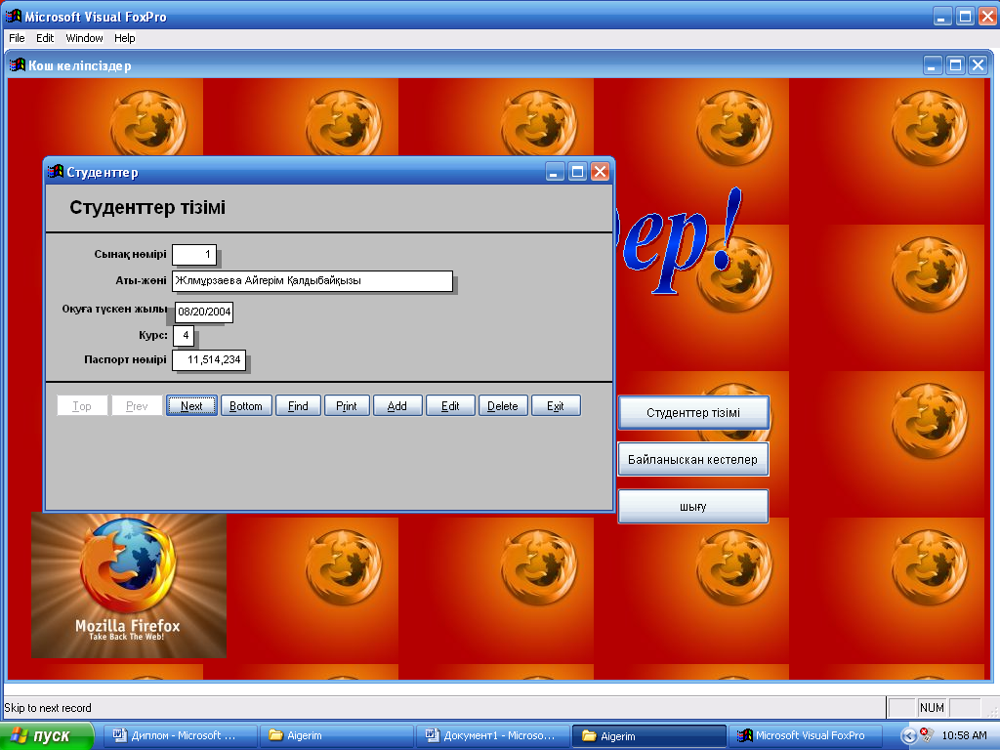 Microsoft Visual FoxPro
File Edit Window Help
Кош келіпсіздер
Студенттер
Студенттер тізімі
Сынақ нөмірі 1
Аты-жөні Жлмұрзаева Айгерім Қалдыбайқызы
Оқуға түскен жылы 08/20/2004
Курс: 4
Паспорт нөмірі 11,514,234
Top Prev Next Bottom Find Print Add Edit Delete Exit
ер!
Студенттер тізімі
Байланыскан кестелер
шығу
Mozilla Firefox
Take Back The Web!
Skip to next record NUM
пуск Диплом - Microsoft ... Aigerim Документ1 - Microso... Aigerim Microsoft Visual FoxPro 10:58 AM